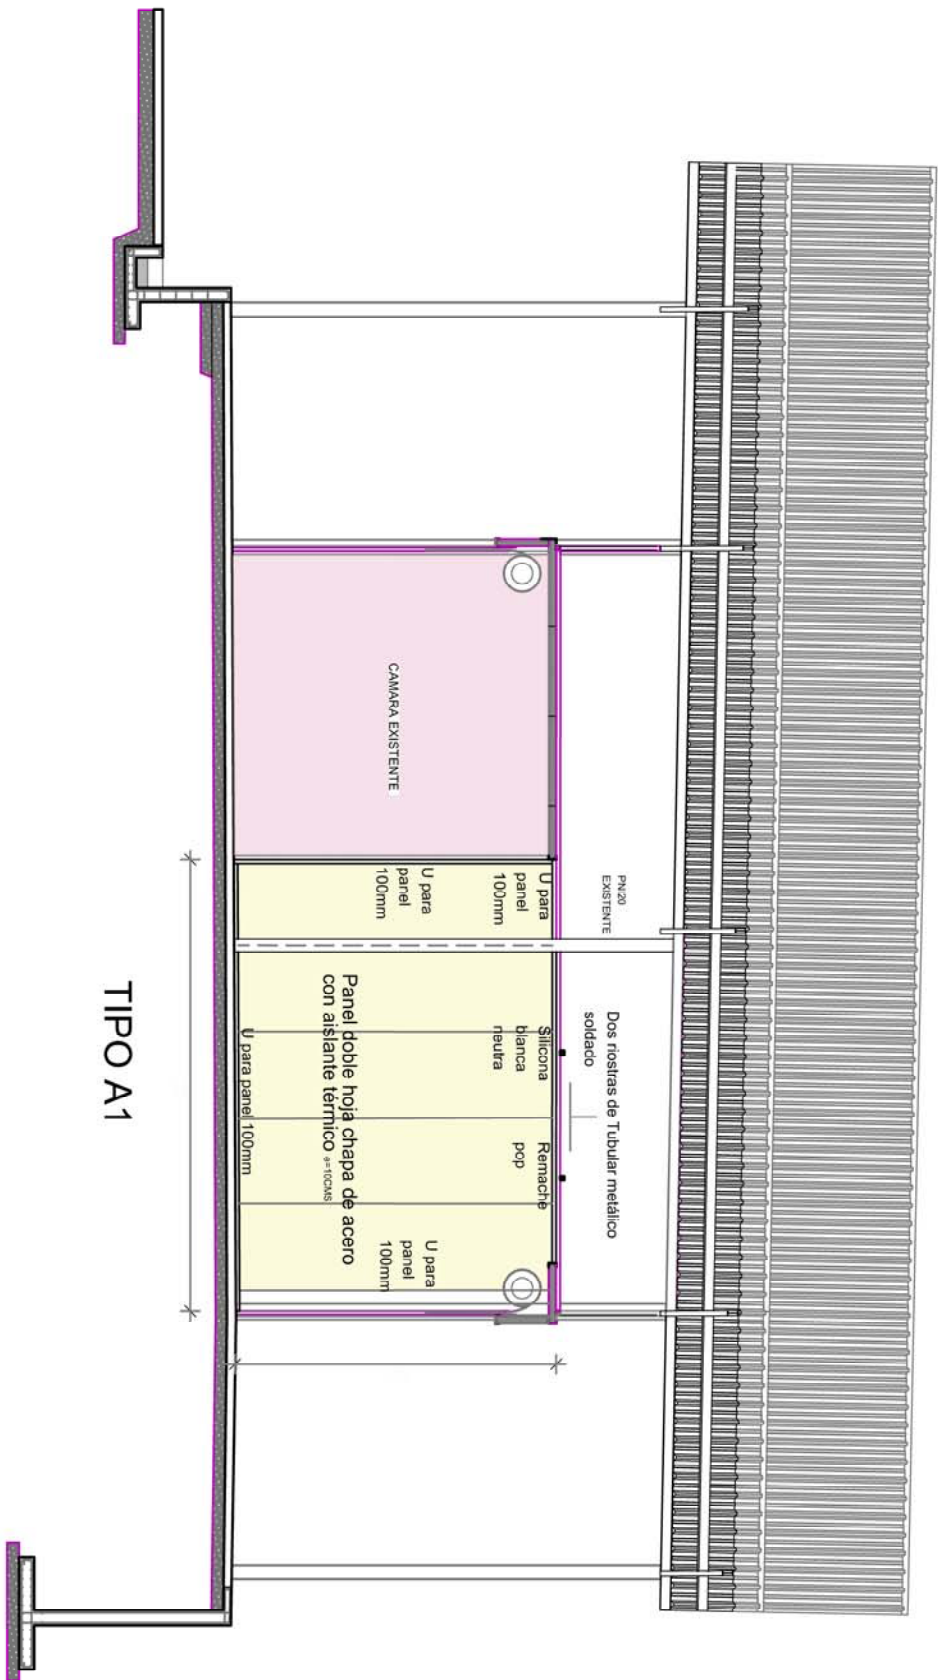 PN20
EXISTENTE
Dos riostras de Tubular metálico
soldado
U para
panel
100mm
Silicona
blanca
neutra
Remache
pop
CAMARA EXISTENTE
U para
panel
100mm
U para
panel
100mm
Panel doble hoja chapa de acero
con aislante térmico e=10CMS
U para panel 100mm
TIPO A1